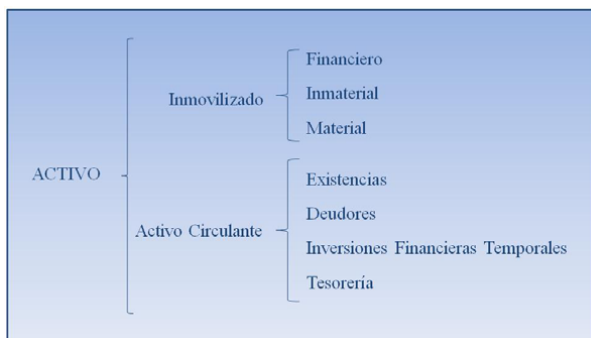 ACTIVO
Inmovilizado
Financiero
Inmaterial
Material
Activo Circulante
Existencias
Deudores
Inversiones Financieras Temporales
Tesorería